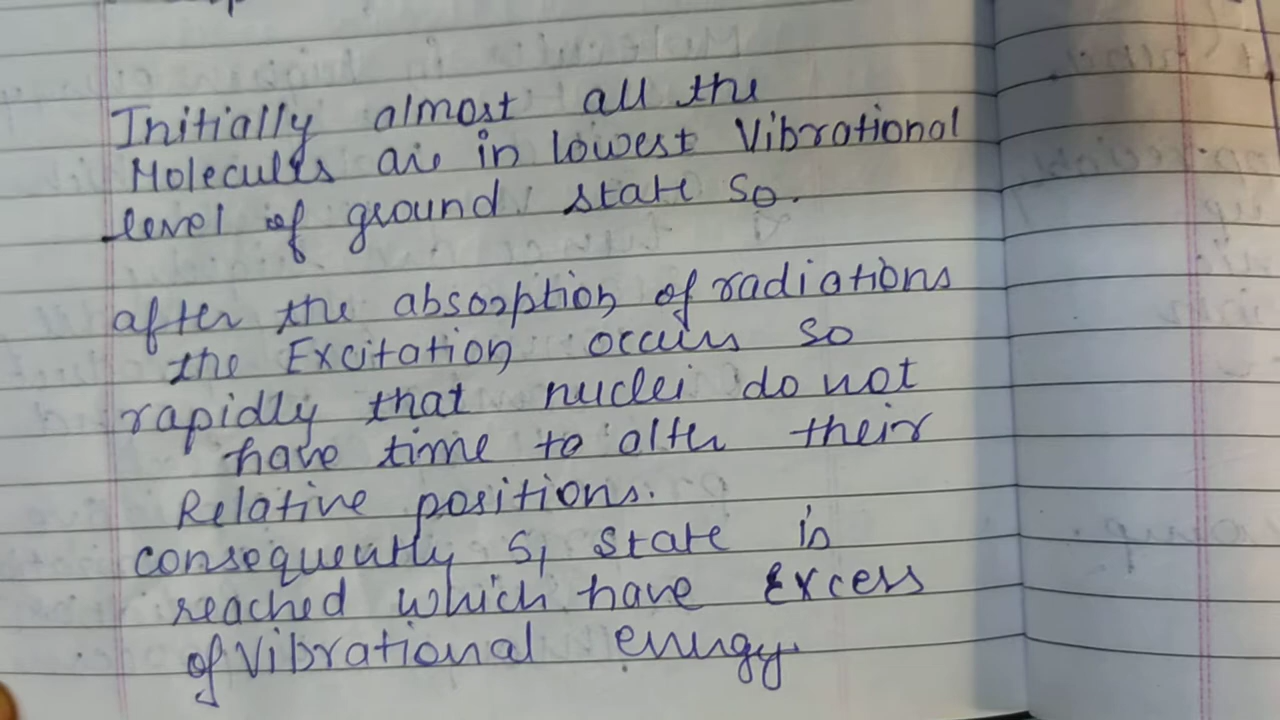 Initially almost all the
Molecules are in lowest Vibrational
level of ground state So.
after the absorption of radiations
the Excitation occurs so
rapidly that nuclei do not
have time to alter their
Relative positions.
consequently S1 state is
reached which have Excess
of Vibrational energy.